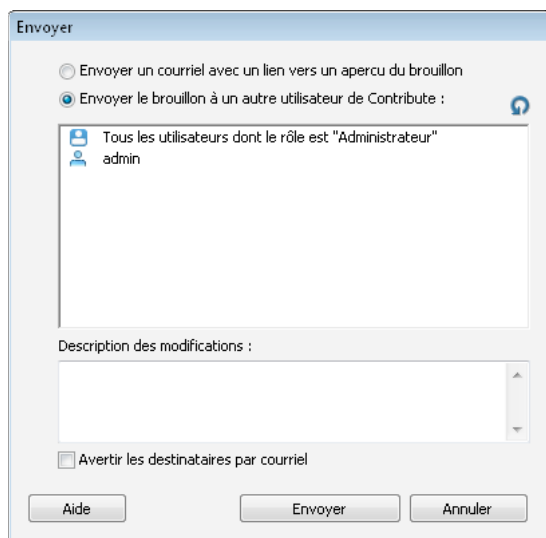 Envoyer
Envoyer un courriel avec un lien vers un apercu du brouillon
Envoyer le brouillon à un autre utilisateur de Contribute :
Tous les utilisateurs dont le rôle est "Administrateur"
admin
Description des modifications :
Avertir les destinataires par courriel
Aide
Envoyer
Annuler